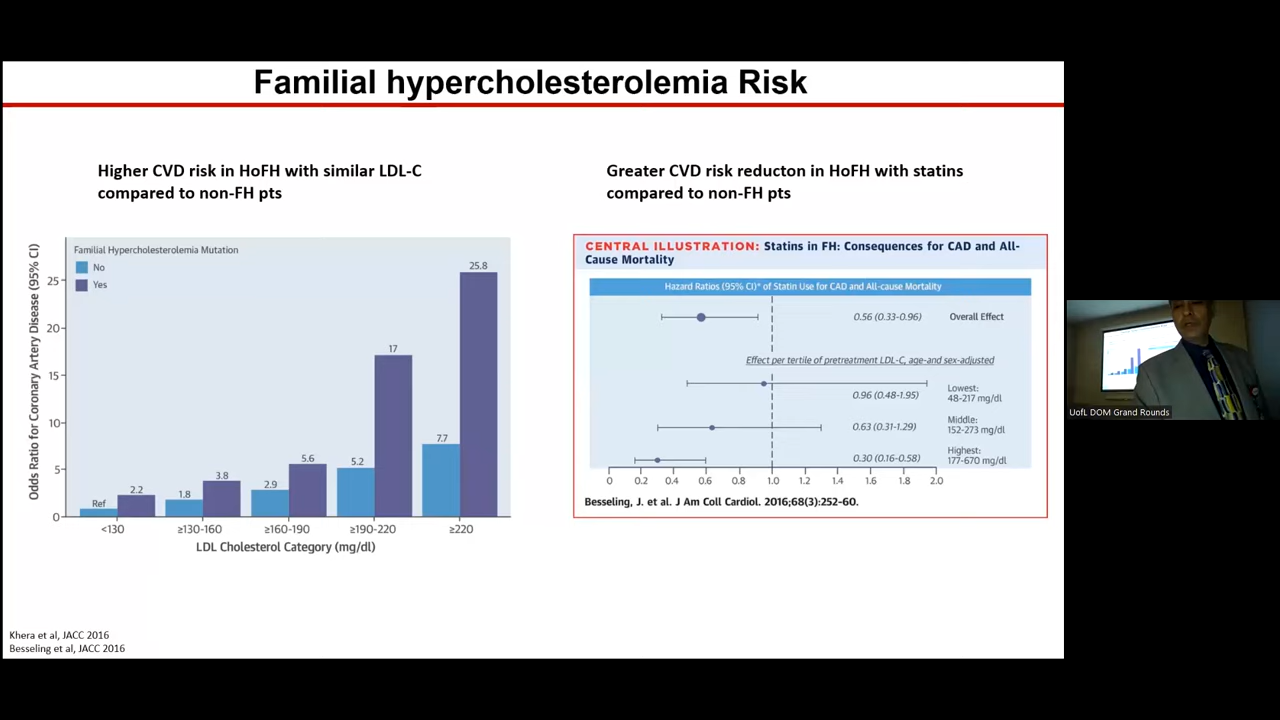 Familial hypercholesterolemia Risk
Higher CVD risk in HoFH with similar LDL-C
compared to non-FH pts
Familial Hypercholesterolemia Mutation
No
Yes
Odds Ratio for Coronary Artery Disease (95% CI)
25
20
15
10
5
0
Ref
2.2
1.8
3.8
2.9
5.6
5.2
17
7.7
25.8
<130
≥130-160
≥160-190
≥190-220
≥220
LDL Cholesterol Category (mg/dl)
Greater CVD risk reducton in HoFH with statins
compared to non-FH pts
CENTRAL ILLUSTRATION: Statins in FH: Consequences for CAD and All-
Cause Mortality
Hazard Ratios (95% CI)* of Statin Use for CAD and All-cause Mortality
0.56 (0.33-0.96) Overall Effect
Effect per tertile of pretreatment LDL-C, age-and sex-adjusted
0.96 (0.48-1.95) Lowest:
48-217 mg/dl
0.63 (0.31-1.29) Middle:
152-273 mg/dl
0.30 (0.16-0.58) Highest:
177-670 mg/dl
0 0.2 0.4 0.6 0.8 1.0 1.2 1.4 1.6 1.8 2.0
Besseling, J. et al. J Am Coll Cardiol. 2016;68(3):252-60.
UofL DOM Grand Rounds
Khera et al, JACC 2016
Besseling et al, JACC 2016